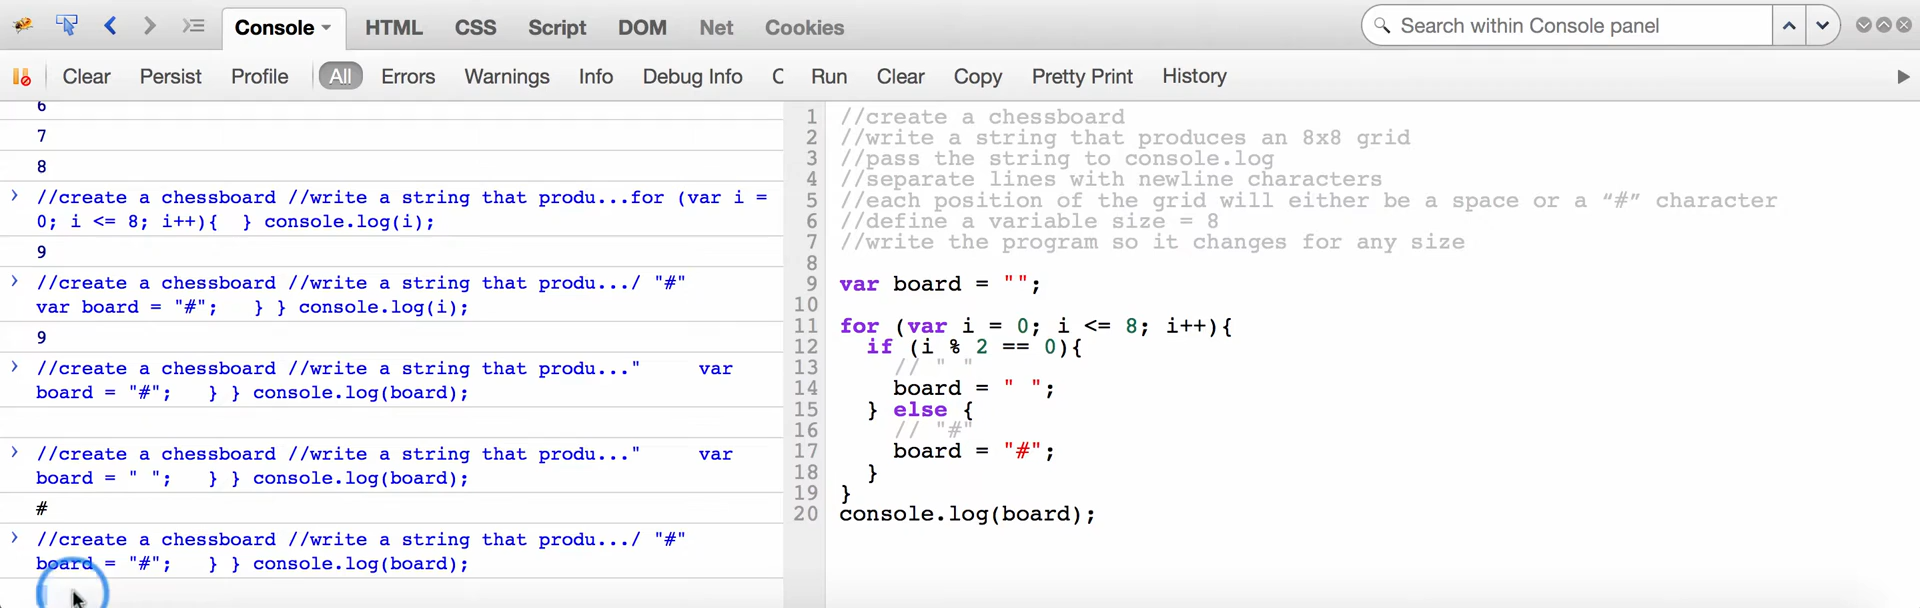 Console HTML CSS Script DOM Net Cookies Search within Console panel
Clear Persist Profile All Errors Warnings Info Debug Info C Run Clear Copy Pretty Print History
6
7
8
//create a chessboard //write a string that produ...for (var i =
0; i <= 8; i++){  } console.log(i);
9
//create a chessboard //write a string that produ.../ "#"
var board = "#";   } } console.log(i);
9
//create a chessboard //write a string that produ..."     var
board = "#";   } } console.log(board);
//create a chessboard //write a string that produ..."     var
board = " ";   } } console.log(board);
#
//create a chessboard //write a string that produ.../ "#"
board = "#";   } } console.log(board);
1 //create a chessboard
2 //write a string that produces an 8x8 grid
3 //pass the string to console.log
4 //separate lines with newline characters
5 //each position of the grid will either be a space or a “#” character
6 //define a variable size = 8
7 //write the program so it changes for any size
8
9 var board = "";
10
11 for (var i = 0; i <= 8; i++){
12   if (i % 2 == 0){
13     // " "
14     board = " ";
15   } else {
16     // "#"
17     board = "#";
18   }
19 }
20 console.log(board);